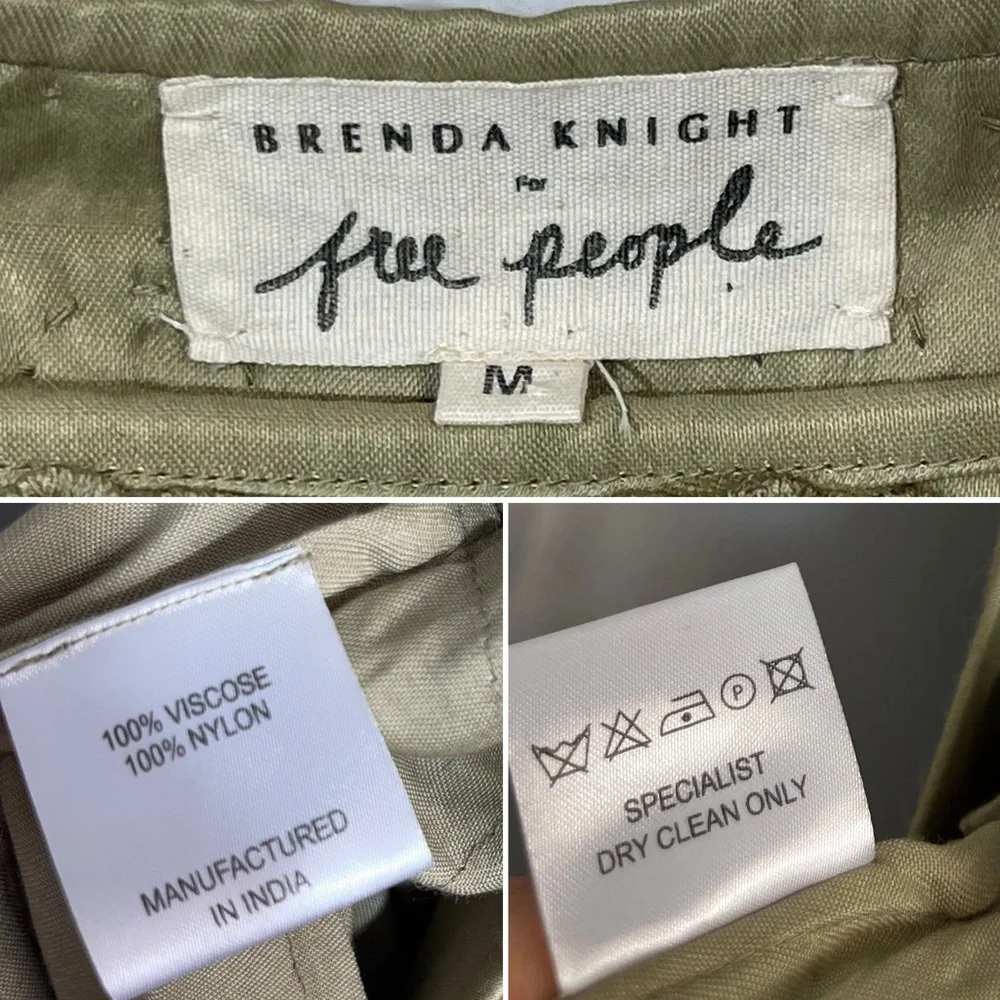 BRENDA KNIGHT
For
free people
M
100% VISCOSE
100% NYLON
MANUFACTURED
IN INDIA
P
SPECIALIST
DRY CLEAN ONLY